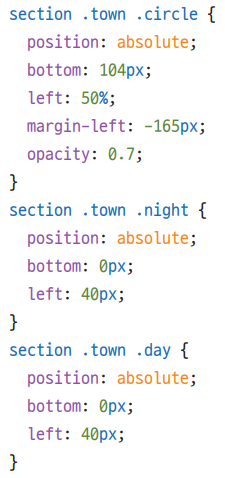 section .town .circle {
  position: absolute;
  bottom: 104px;
  left: 50%;
  margin-left: -165px;
  opacity: 0.7;
}
section .town .night {
  position: absolute;
  bottom: 0px;
  left: 40px;
}
section .town .day {
  position: absolute;
  bottom: 0px;
  left: 40px;
}